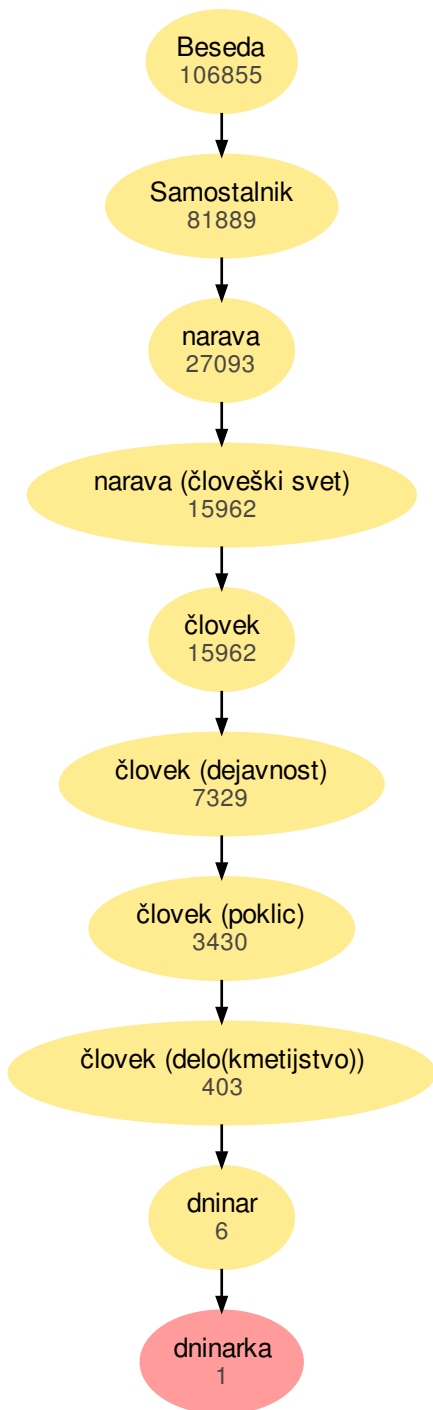 Beseda
106855
Samostalnik
81889
narava
27093
narava (človeški svet)
15962
človek
15962
človek (dejavnost)
7329
človek (poklic)
3430
človek (delo(kmetijstvo))
403
dninar
6
dninarka
1